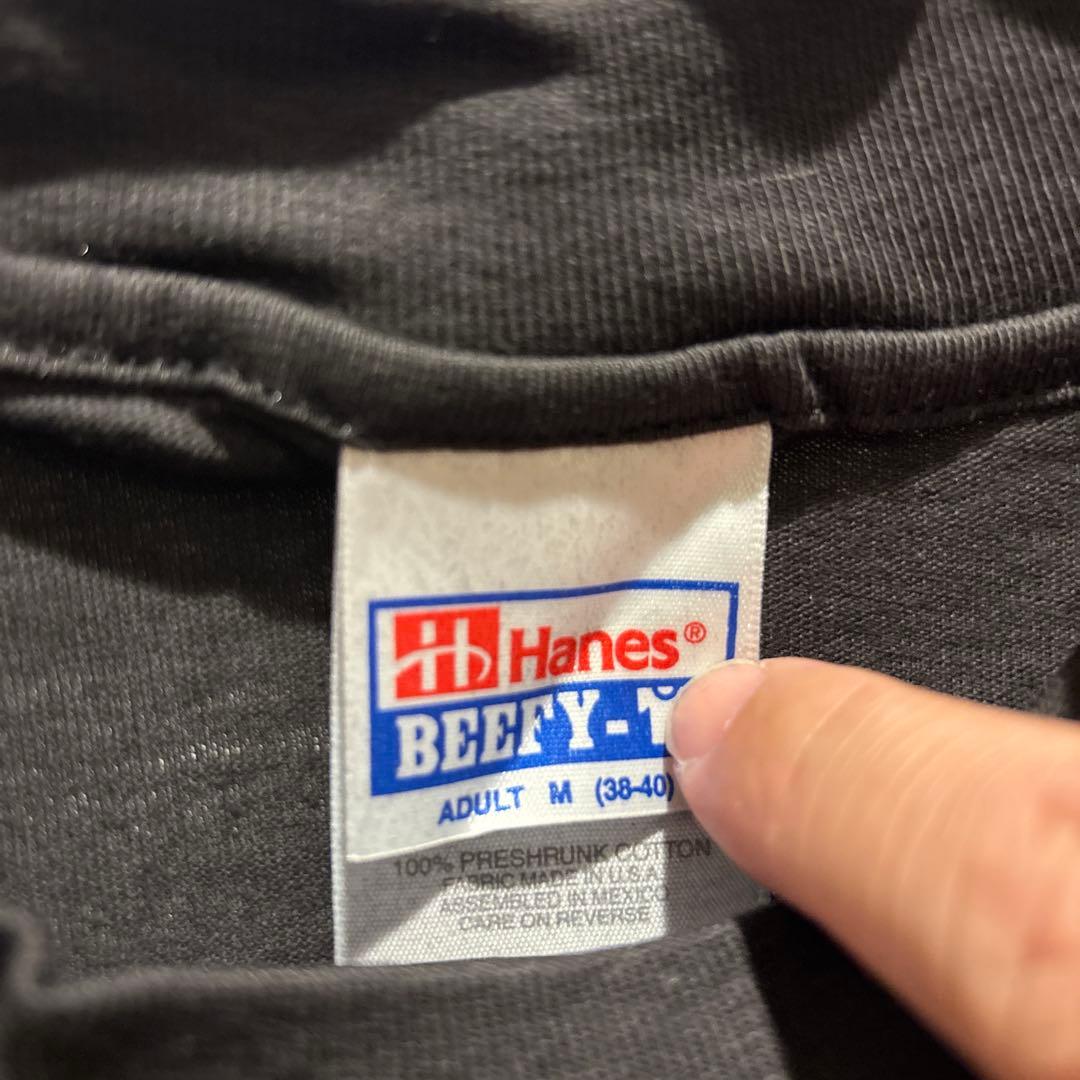 Hanes®
BEEFY-T
ADULT M (38-40)
100% PRESHRUNK COTTON
FABRIC MADE IN U.S.A
ASSEMBLED IN MEXICO
CARE ON REVERSE